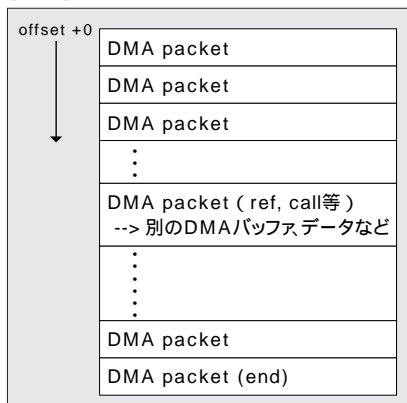 offset +0
DMA packet
DMA packet
DMA packet
DMA packet ( ref, call等 )
--> 別のDMAバッファ、データなど
DMA packet
DMA packet (end)